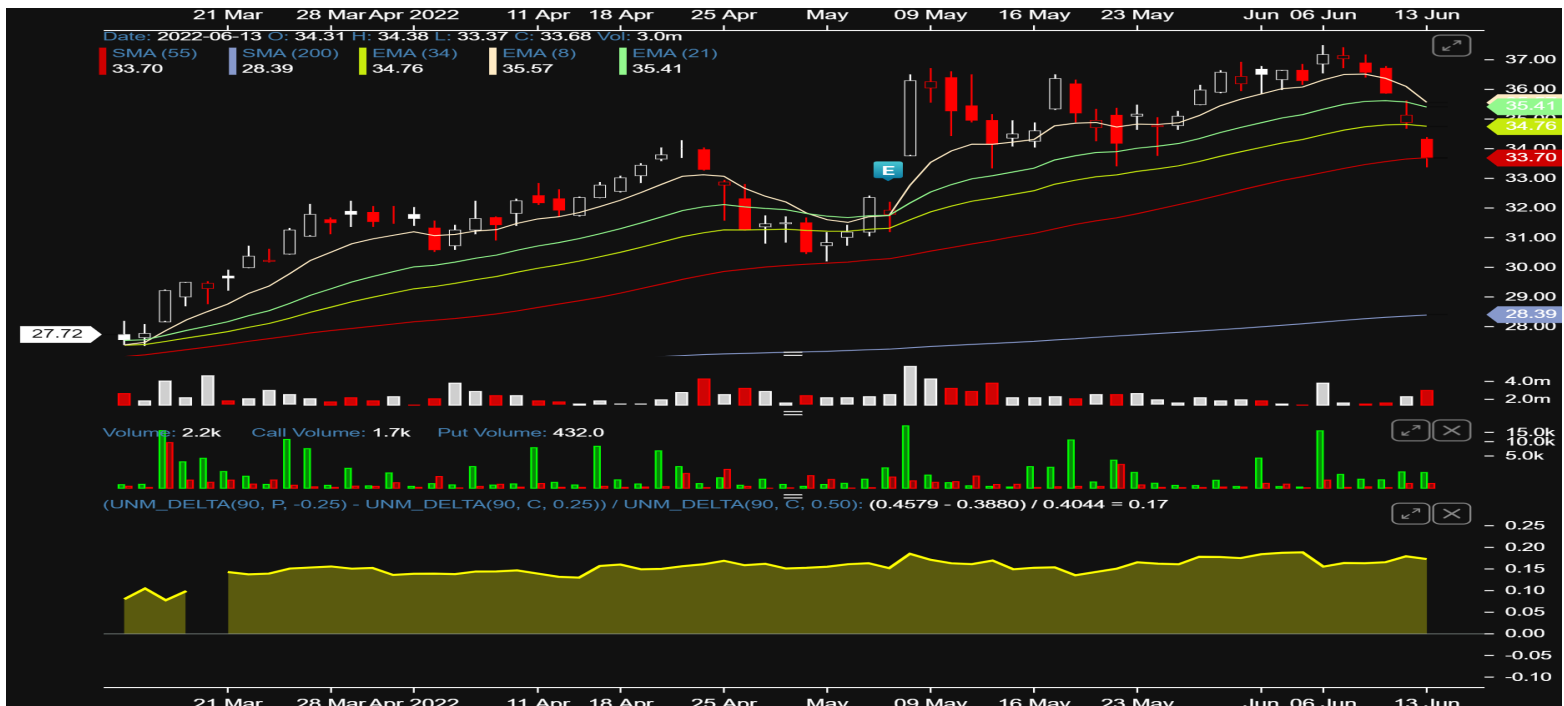 21 Mar 28 Mar Apr 2022 11 Apr 18 Apr 25 Apr May 09 May 16 May 23 May Jun 06 Jun 13 Jun
Date: 2022-06-13 O: 34.31 H: 34.38 L: 33.37 C: 33.68 Vol: 3.0m
SMA (55) SMA (200) EMA (34) EMA (8) EMA (21)
33.70 28.39 34.76 35.57 35.41
37.00
36.00
35.41
35.00
34.76
34.00
33.70
E
33.00
32.00
31.00
30.00
29.00
28.39
28.00
27.72
4.0m
2.0m
Volume: 2.2k Call Volume: 1.7k Put Volume: 432.0
15.0k
10.0k
5.0k
(UNM_DELTA(90, P, -0.25) - UNM_DELTA(90, C, 0.25)) / UNM_DELTA(90, C, 0.50): (0.4579 - 0.3880) / 0.4044 = 0.17
0.25
0.20
0.15
0.10
0.05
0.00
-0.05
-0.10
21 Mar 28 Mar Apr 2022 11 Apr 18 Apr 25 Apr May 09 May 16 May 23 May Jun 06 Jun 13 Jun